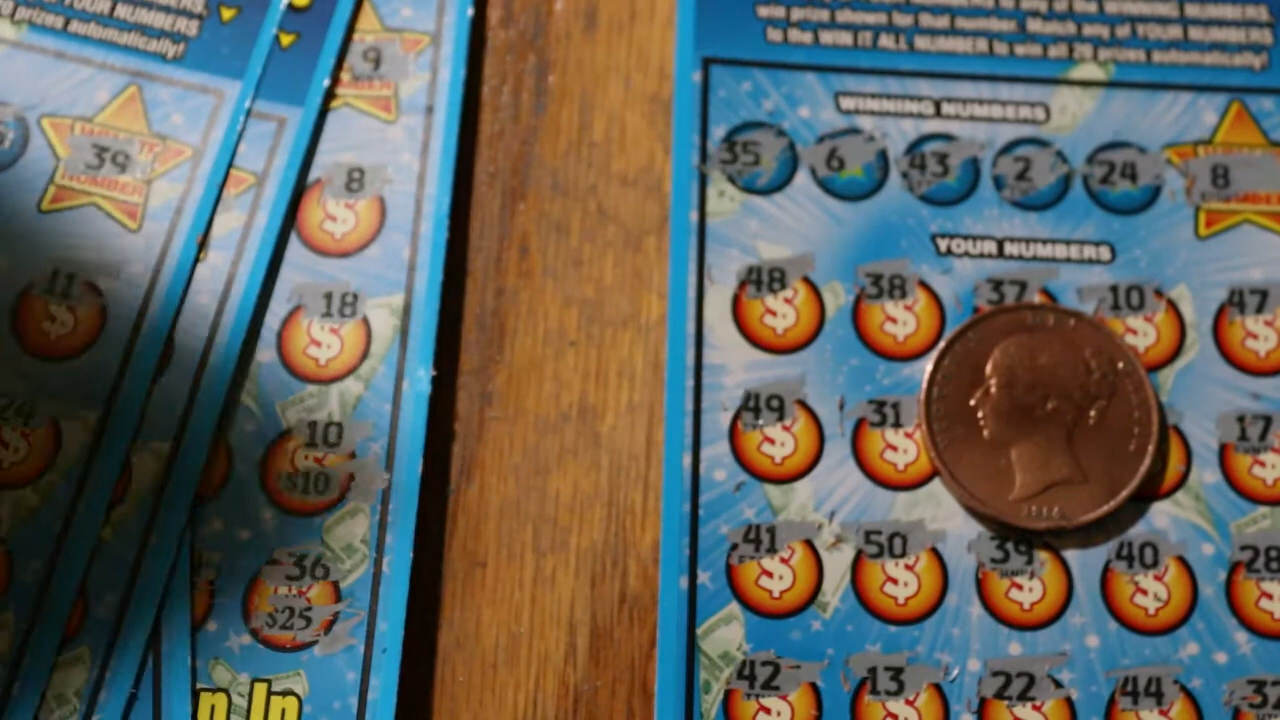 YOUR NUMBERS,
prizes automatically!
39
11
24
9
8
18
10
$10
36
$25
win prize shown for that number. Match any of YOUR NUMBERS
to the WIN IT ALL NUMBER to win all 20 prizes automatically!
WINNING NUMBERS
35 6 43 2 24 8
YOUR NUMBERS
48 38 37 10 47
49 31 17
41 50 39 40 28
42 13 22 44 32